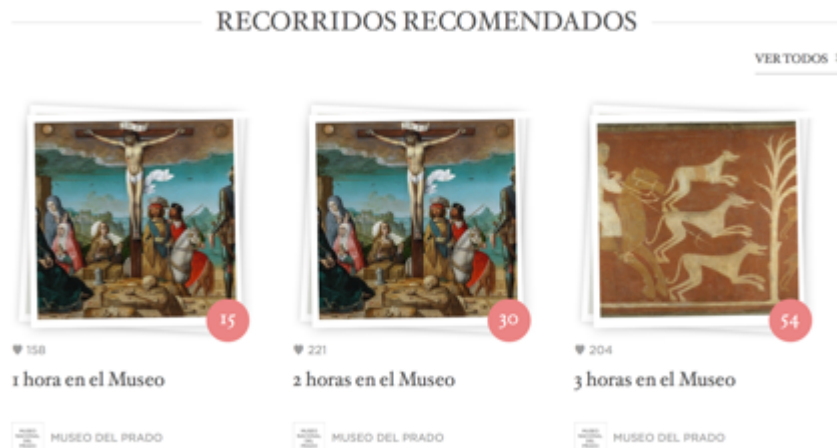 RECORRIDOS RECOMENDADOS
VER TODOS
15
30
54
158
221
204
1 hora en el Museo
2 horas en el Museo
3 horas en el Museo
MUSEO DEL PRADO
MUSEO DEL PRADO
MUSEO DEL PRADO